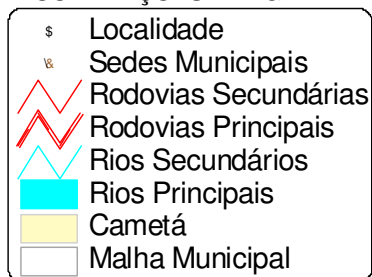 $ Localidade
\& Sedes Municipais
Rodovias Secundárias
Rodovias Principais
Rios Secundários
Rios Principais
Cametá
Malha Municipal